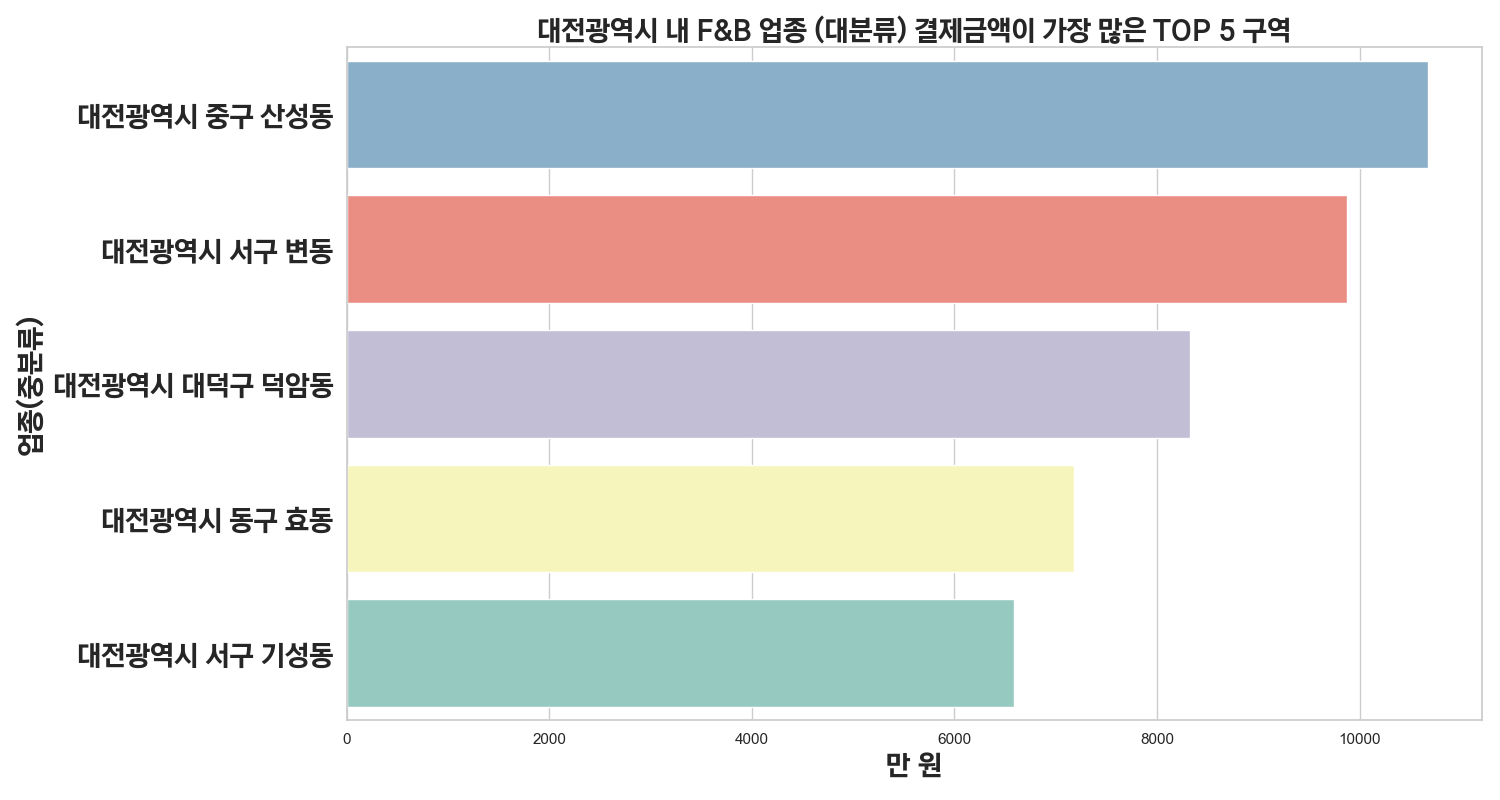 대전광역시 내 F&B 업종 (대분류) 결제금액이 가장 많은 TOP 5 구역
업종(중분류)
대전광역시 중구 산성동
대전광역시 서구 변동
대전광역시 대덕구 덕암동
대전광역시 동구 효동
대전광역시 서구 기성동
0 2000 4000 6000 8000 10000
만 원